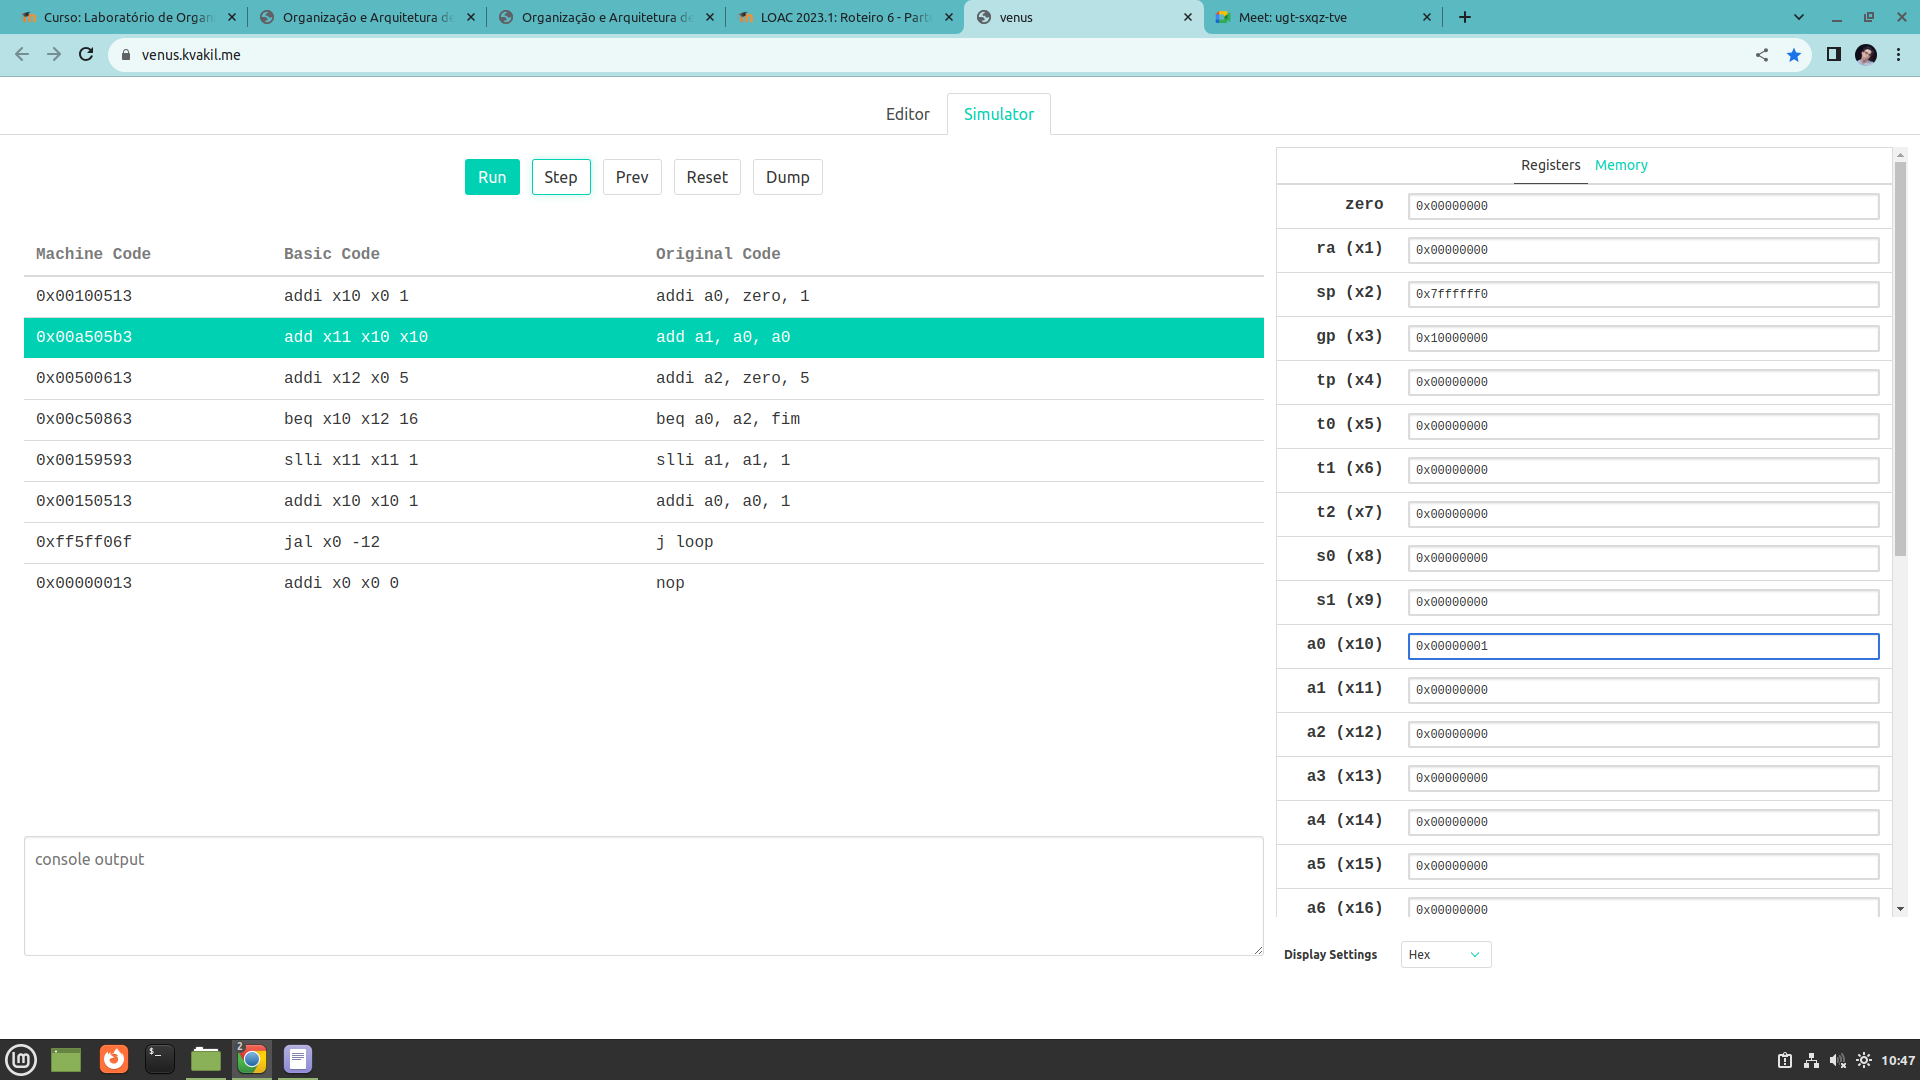 Curso: Laboratório de Organi
Organização e Arquitetura de
Organização e Arquitetura de
LOAC 2023.1: Roteiro 6 - Parte
venus
Meet: ugt-sxqz-tve
venus.kvakil.me
Editor
Simulator
Run
Step
Prev
Reset
Dump
Machine Code Basic Code Original Code
0x00100513 addi x10 x0 1 addi a0, zero, 1
0x00a505b3 add x11 x10 x10 add a1, a0, a0
0x00500613 addi x12 x0 5 addi a2, zero, 5
0x00c50863 beq x10 x12 16 beq a0, a2, fim
0x00159593 slli x11 x11 1 slli a1, a1, 1
0x00150513 addi x10 x10 1 addi a0, a0, 1
0xff5ff06f jal x0 -12 j loop
0x00000013 addi x0 x0 0 nop
console output
Registers Memory
zero 0x00000000
ra (x1) 0x00000000
sp (x2) 0x7ffffff0
gp (x3) 0x10000000
tp (x4) 0x00000000
t0 (x5) 0x00000000
t1 (x6) 0x00000000
t2 (x7) 0x00000000
s0 (x8) 0x00000000
s1 (x9) 0x00000000
a0 (x10) 0x00000001
a1 (x11) 0x00000000
a2 (x12) 0x00000000
a3 (x13) 0x00000000
a4 (x14) 0x00000000
a5 (x15) 0x00000000
a6 (x16) 0x00000000
Display Settings Hex
2
10:47